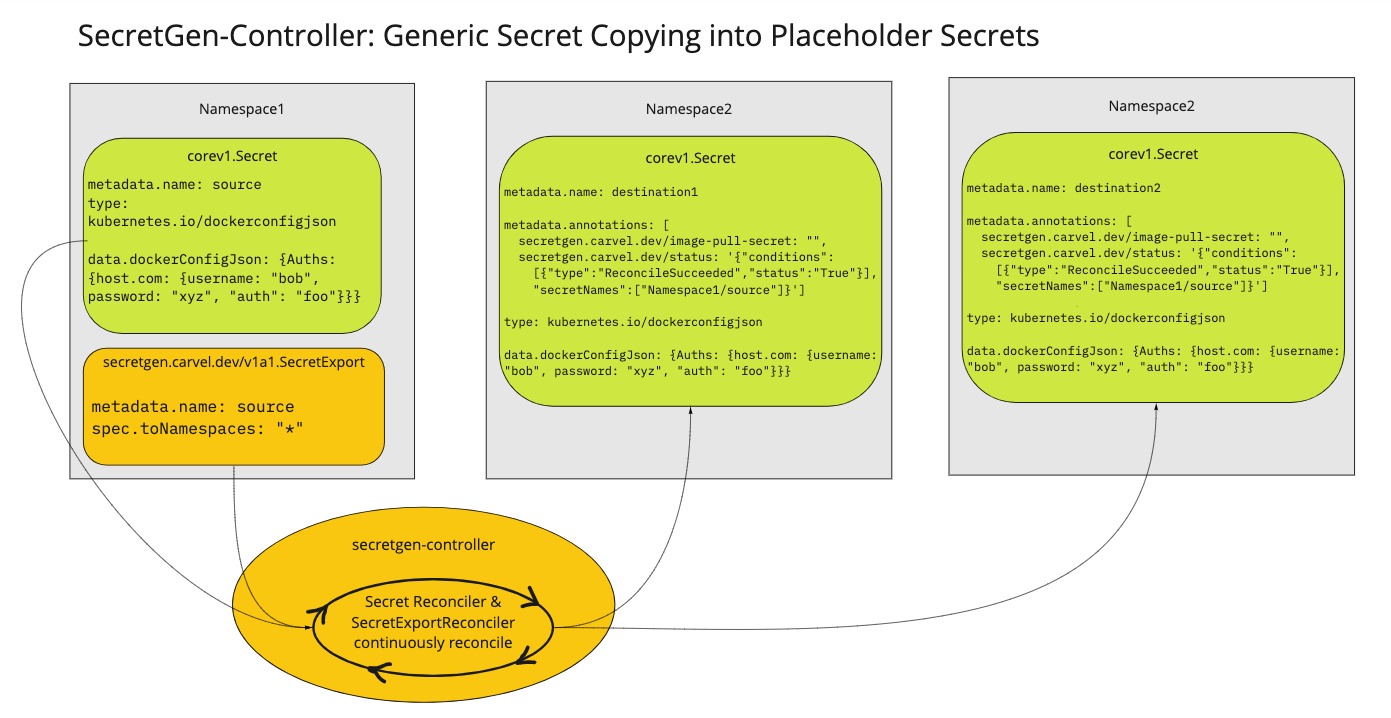 SecretGen-Controller: Generic Secret Copying into Placeholder Secrets
Namespace1
corev1.Secret
metadata.name: source
type:
kubernetes.io/dockerconfigjson
data.dockerConfigJson: {Auths:
{host.com: {username: "bob",
password: "xyz", "auth": "foo"}}}
secretgen.carvel.dev/v1a1.SecretExport
metadata.name: source
spec.toNamespaces: "*"
Namespace2
corev1.Secret
metadata.name: destination1
metadata.annotations: [
secretgen.carvel.dev/image-pull-secret: "",
secretgen.carvel.dev/status: '{"conditions":
[{"type":"ReconcileSucceeded","status":"True"}],
"secretNames":["Namespace1/source"]}']
type: kubernetes.io/dockerconfigjson
data.dockerConfigJson: {Auths: {host.com: {username:
"bob", password: "xyz", "auth": "foo"}}}
Namespace2
corev1.Secret
metadata.name: destination2
metadata.annotations: [
secretgen.carvel.dev/image-pull-secret: "",
secretgen.carvel.dev/status: '{"conditions":
[{"type":"ReconcileSucceeded","status":"True"}],
"secretNames":["Namespace1/source"]}']
type: kubernetes.io/dockerconfigjson
data.dockerConfigJson: {Auths: {host.com: {username:
"bob", password: "xyz", "auth": "foo"}}}
secretgen-controller
Secret Reconciler &
SecretExportReconciler
continuously reconcile